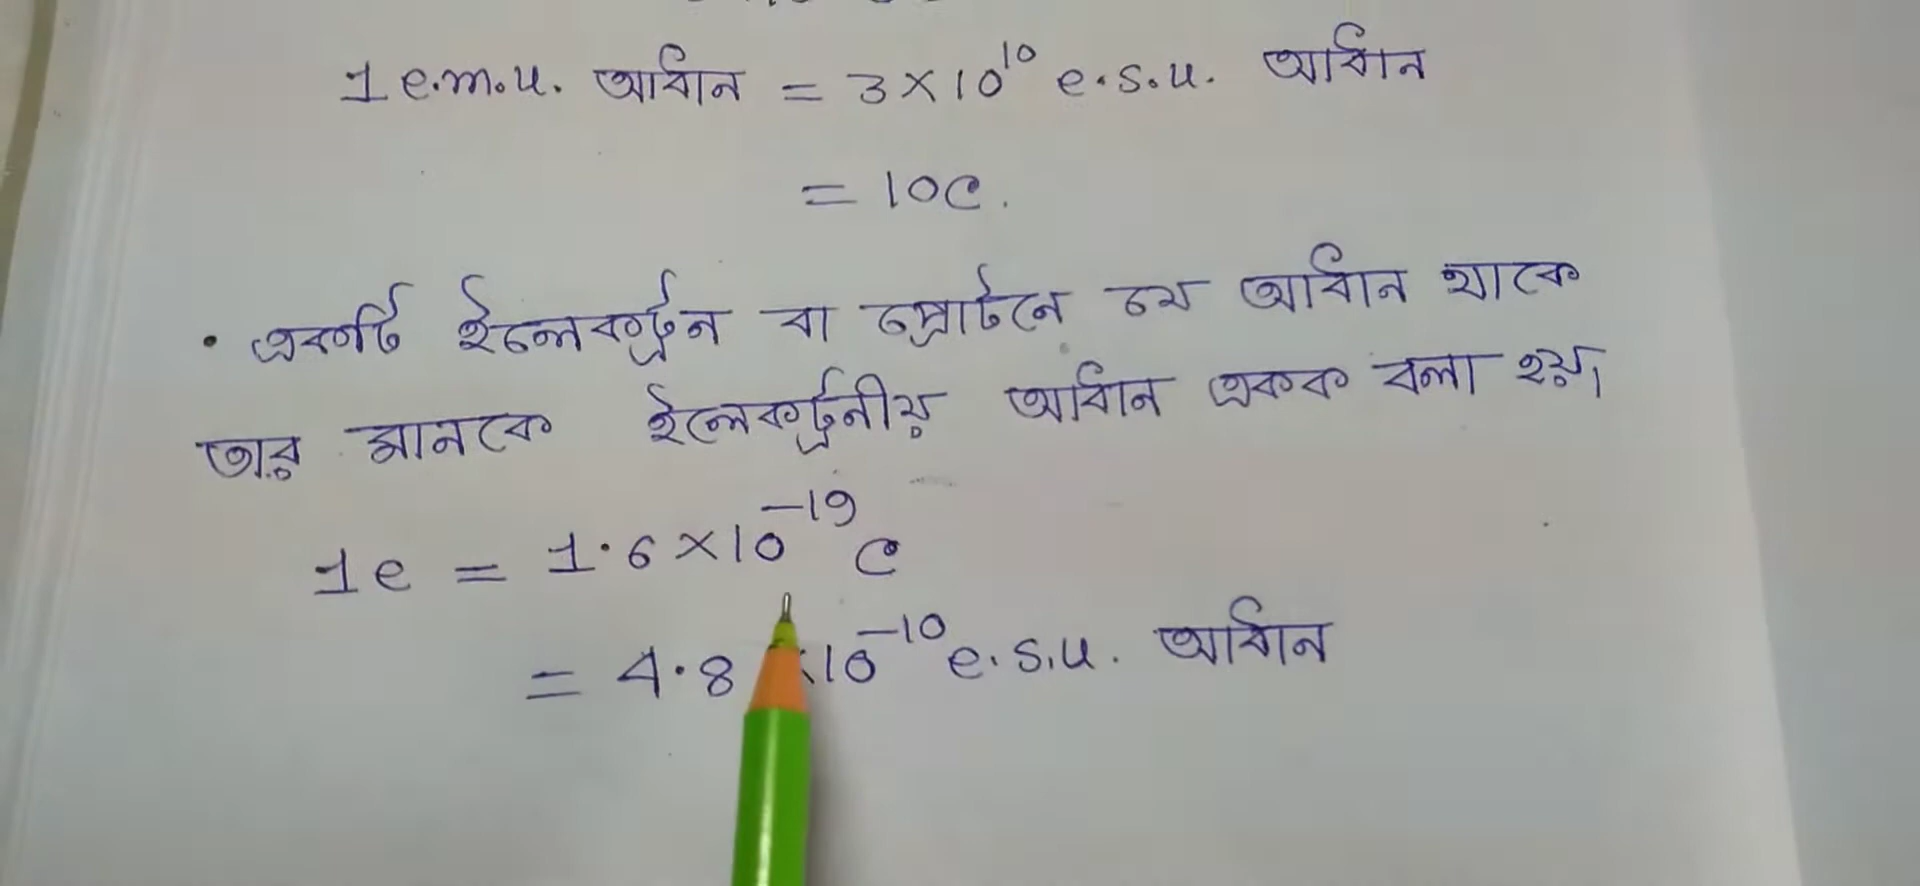 1 e.m.u. আধান = 3×10¹⁰ e.s.u. আধান
= 10C.
• একটি ইলেকট্রন বা প্রোটনে যে আধান থাকে
তার মানকে ইলেকট্রনীয় আধান একক বলা হয়।
1e = 1.6×10⁻¹⁹ C
= 4.8 ×10⁻¹⁰ e.s.u. আধান